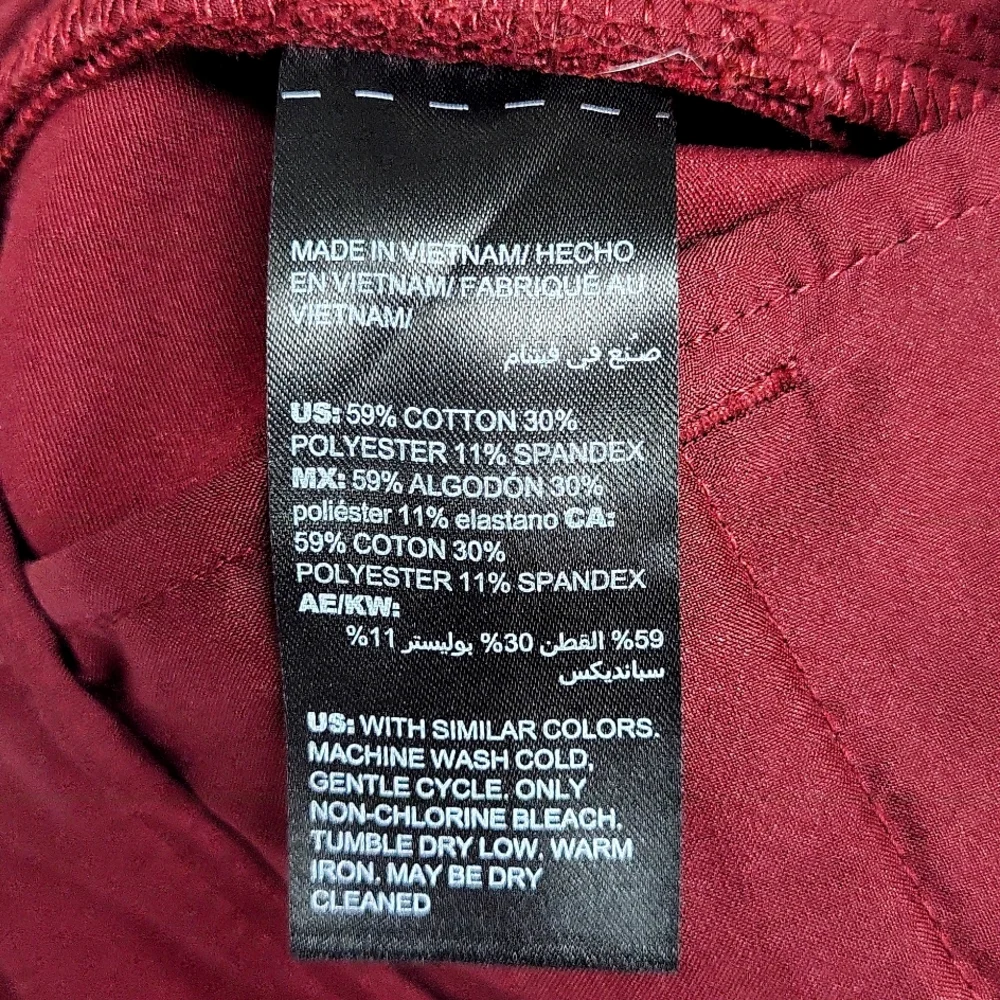 MADE IN VIETNAM/ HECHO
EN VIETNAM/ FABRIQUÉ AU
VIETNAM/
صنع في فيتنام
US: 59% COTTON 30%
POLYESTER 11% SPANDEX
MX: 59% ALGODÓN 30%
poliéster 11% elastano CA:
59% COTON 30%
POLYESTER 11% SPANDEX
AE/KW:
59% القطن 30% بوليستر 11%
سبانديكس
US: WITH SIMILAR COLORS.
MACHINE WASH COLD,
GENTLE CYCLE. ONLY
NON-CHLORINE BLEACH.
TUMBLE DRY LOW. WARM
IRON. MAY BE DRY
CLEANED